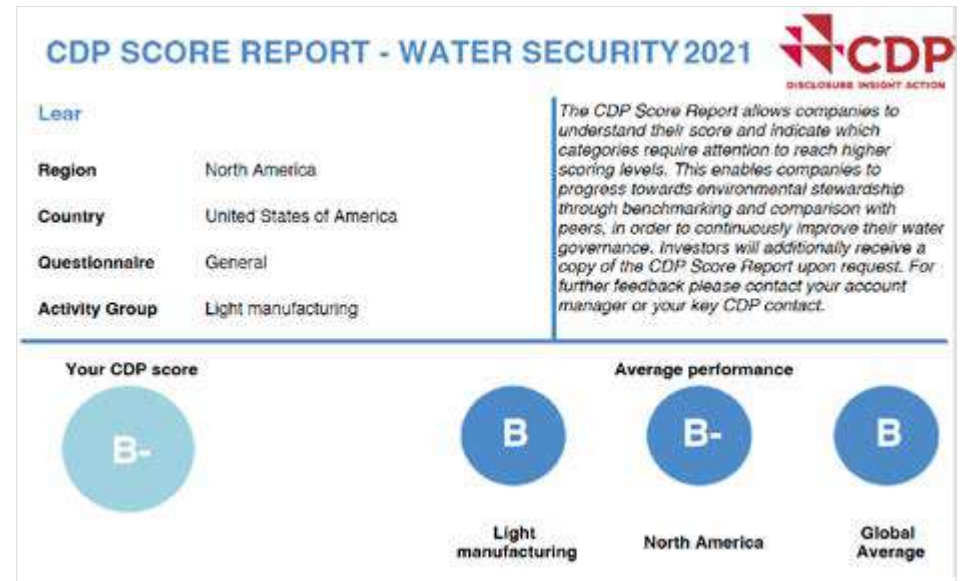 CDP SCORE REPORT - WATER SECURITY 2021
CDP
DISCLOSURE INSIGHT ACTION
Lear
Region North America
Country United States of America
Questionnaire General
Activity Group Light manufacturing
The CDP Score Report allows companies to
understand their score and indicate which
categories require attention to reach higher
scoring levels. This enables companies to
progress towards environmental stewardship
through benchmarking and comparison with
peers, in order to continuously improve their water
governance. Investors will additionally receive a
copy of the CDP Score Report upon request. For
further feedback please contact your account
manager or your key CDP contact.
Your CDP score
B-
Average performance
B
B-
B
Light
manufacturing
North America
Global
Average